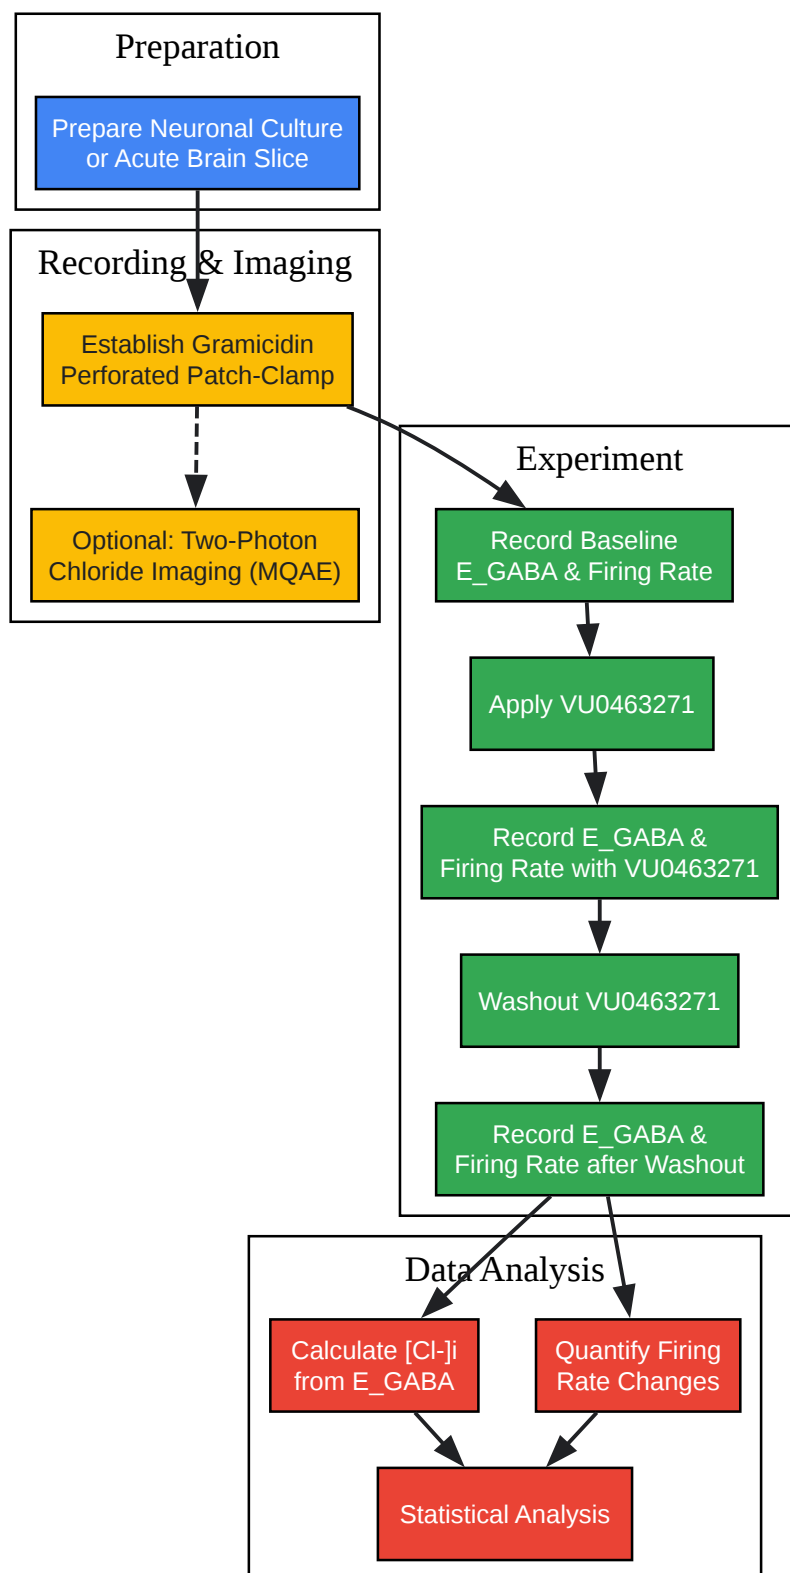 Preparation
Prepare Neuronal Culture
or Acute Brain Slice
Recording & Imaging
Establish Gramicidin
Perforated Patch-Clamp
Optional: Two-Photon
Chloride Imaging (MQAE)
Experiment
Record Baseline
E_GABA & Firing Rate
Apply VU0463271
Record E_GABA &
Firing Rate with VU0463271
Washout VU0463271
Record E_GABA &
Firing Rate after Washout
Data Analysis
Calculate [Cl-]i
from E_GABA
Quantify Firing
Rate Changes
Statistical Analysis